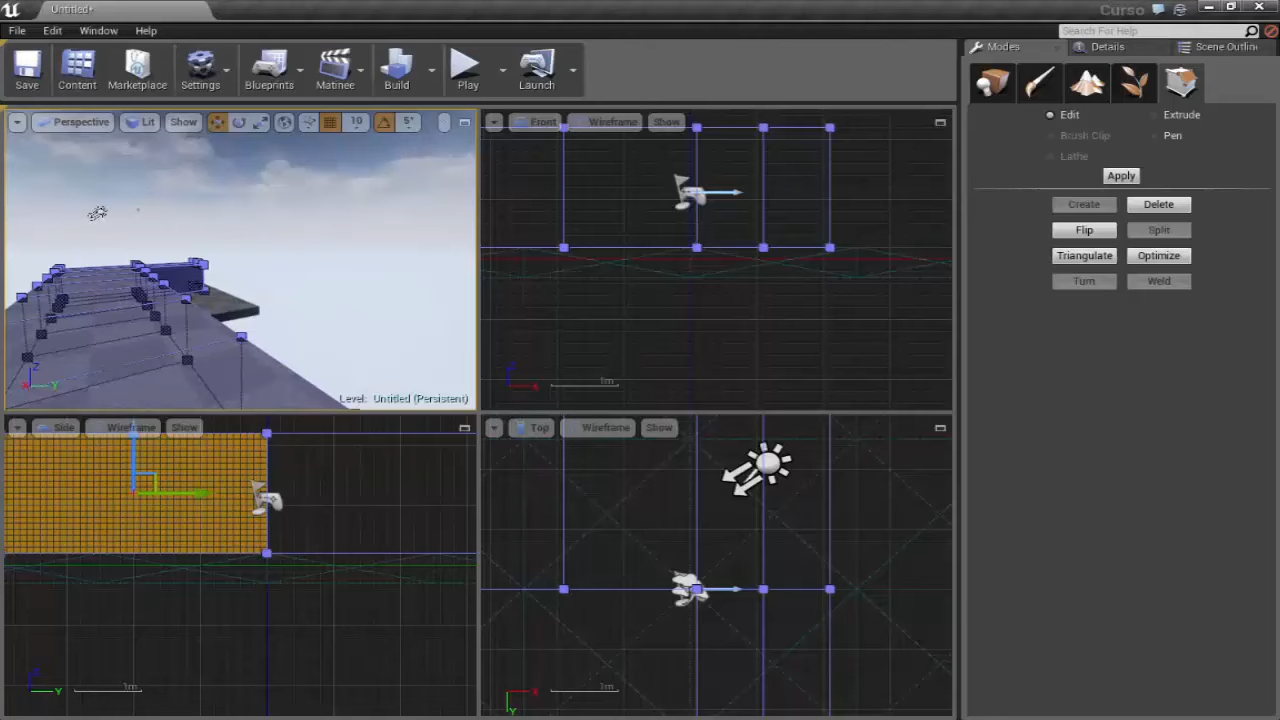 Untitled*
Curso
File Edit Window Help
Search For Help
Save Content Marketplace Settings Blueprints Matinee Build Play Launch
Modes Details Scene Outlin
Edit Extrude
Brush Clip Pen
Lathe
Apply
Create Delete
Flip Split
Triangulate Optimize
Turn Weld
Perspective Lit Show 10 5°
Z
X Y
Level: Untitled (Persistent)
Front Wireframe Show
1m
Side Wireframe Show
Y 1m
Top Wireframe Show
X 1m
Y